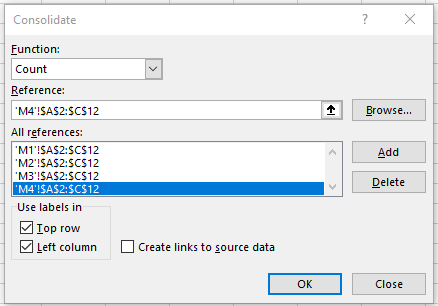 Consolidate
?
Function:
Count
Reference:
'M4'!$A$2:$C$12
Browse...
All references:
'M1'!$A$2:$C$12
'M2'!$A$2:$C$12
'M3'!$A$2:$C$12
'M4'!$A$2:$C$12
Add
Delete
Use labels in
Top row
Left column
Create links to source data
OK
Close